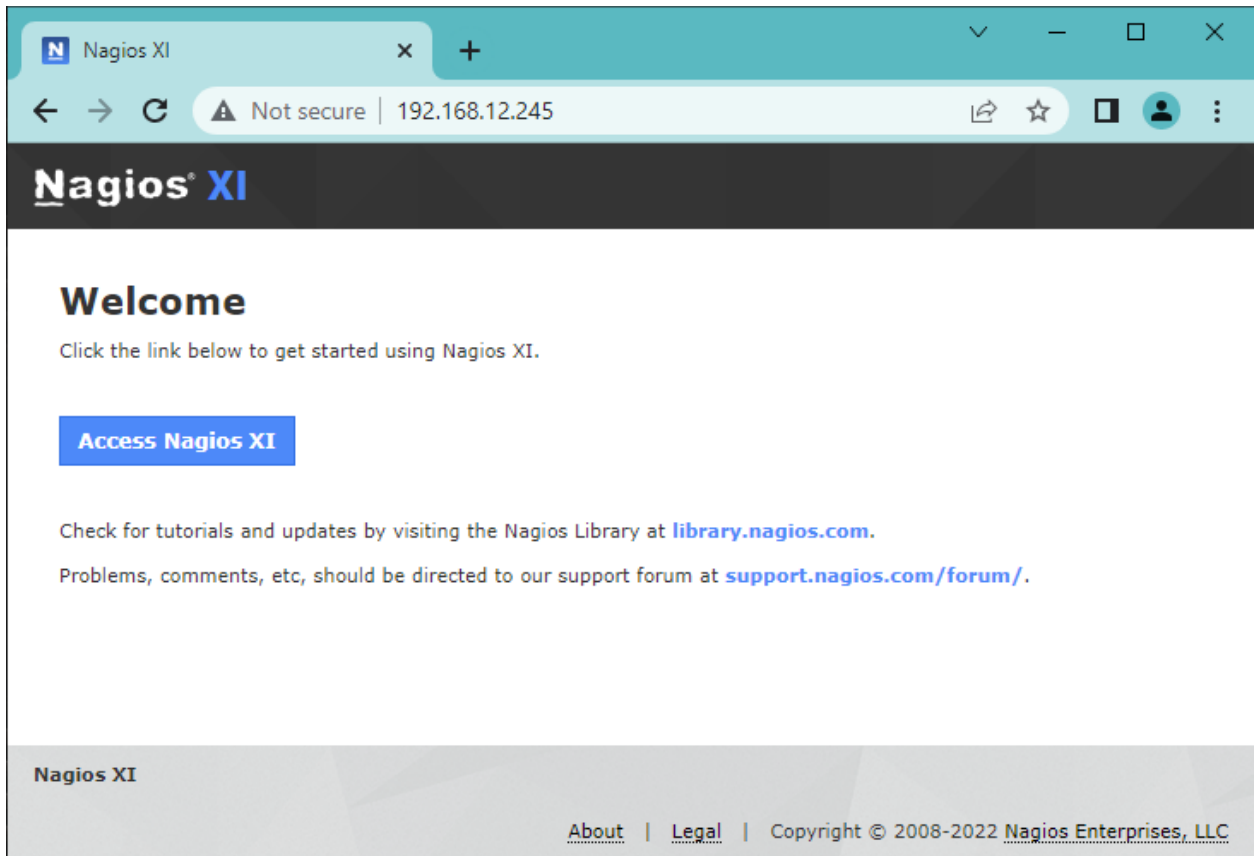 Nagios XI
Not secure | 192.168.12.245
Nagios® XI
Welcome
Click the link below to get started using Nagios XI.
Access Nagios XI
Check for tutorials and updates by visiting the Nagios Library at library.nagios.com.
Problems, comments, etc, should be directed to our support forum at support.nagios.com/forum/.
Nagios XI
About | Legal | Copyright © 2008-2022 Nagios Enterprises, LLC